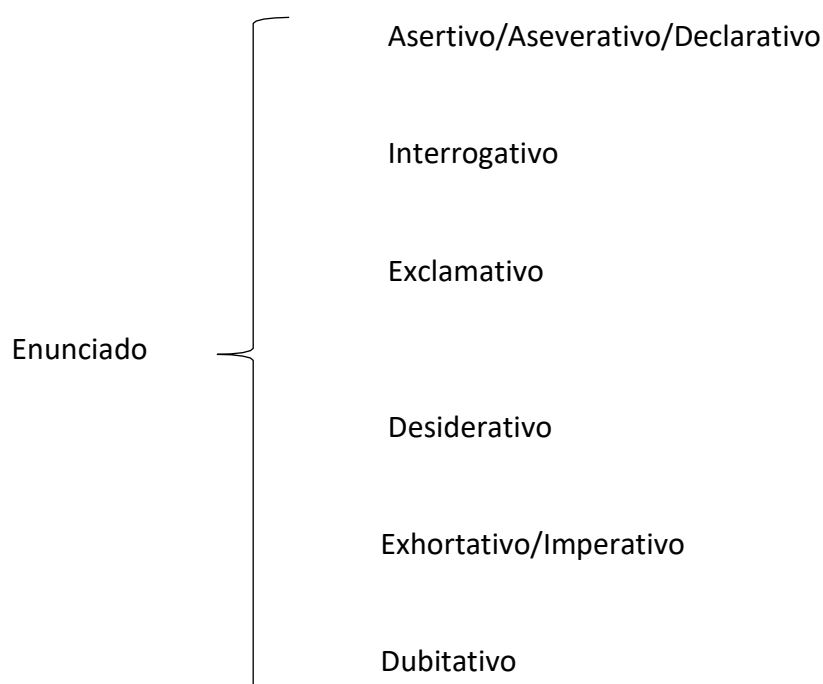 Asertivo/Aseverativo/Declarativo
Interrogativo
Exclamativo
Enunciado
Desiderativo
Exhortativo/Imperativo
Dubitativo